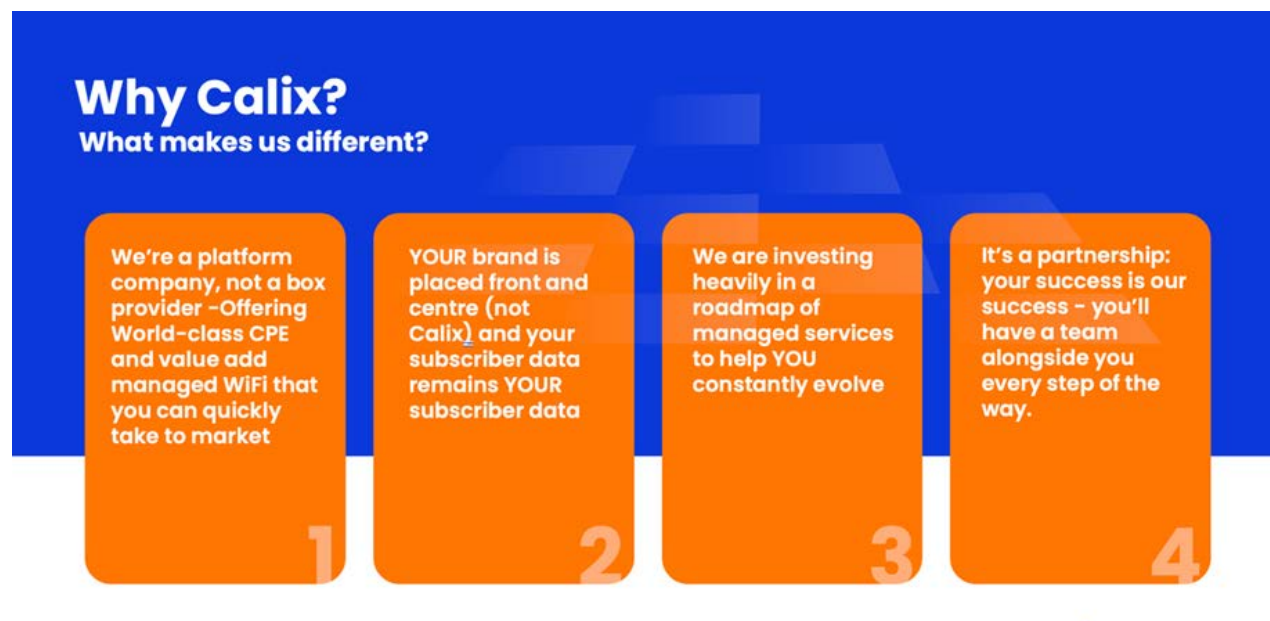 Why Calix?
What makes us different?
We're a platform
company, not a box
provider -Offering
World-class CPE
and value add
managed WiFi that
you can quickly
take to market
1
YOUR brand is
placed front and
centre (not
Calix) and your
subscriber data
remains YOUR
subscriber data
2
We are investing
heavily in a
roadmap of
managed services
to help YOU
constantly evolve
3
It's a partnership:
your success is our
success - you'll
have a team
alongside you
every step of the
way.
4